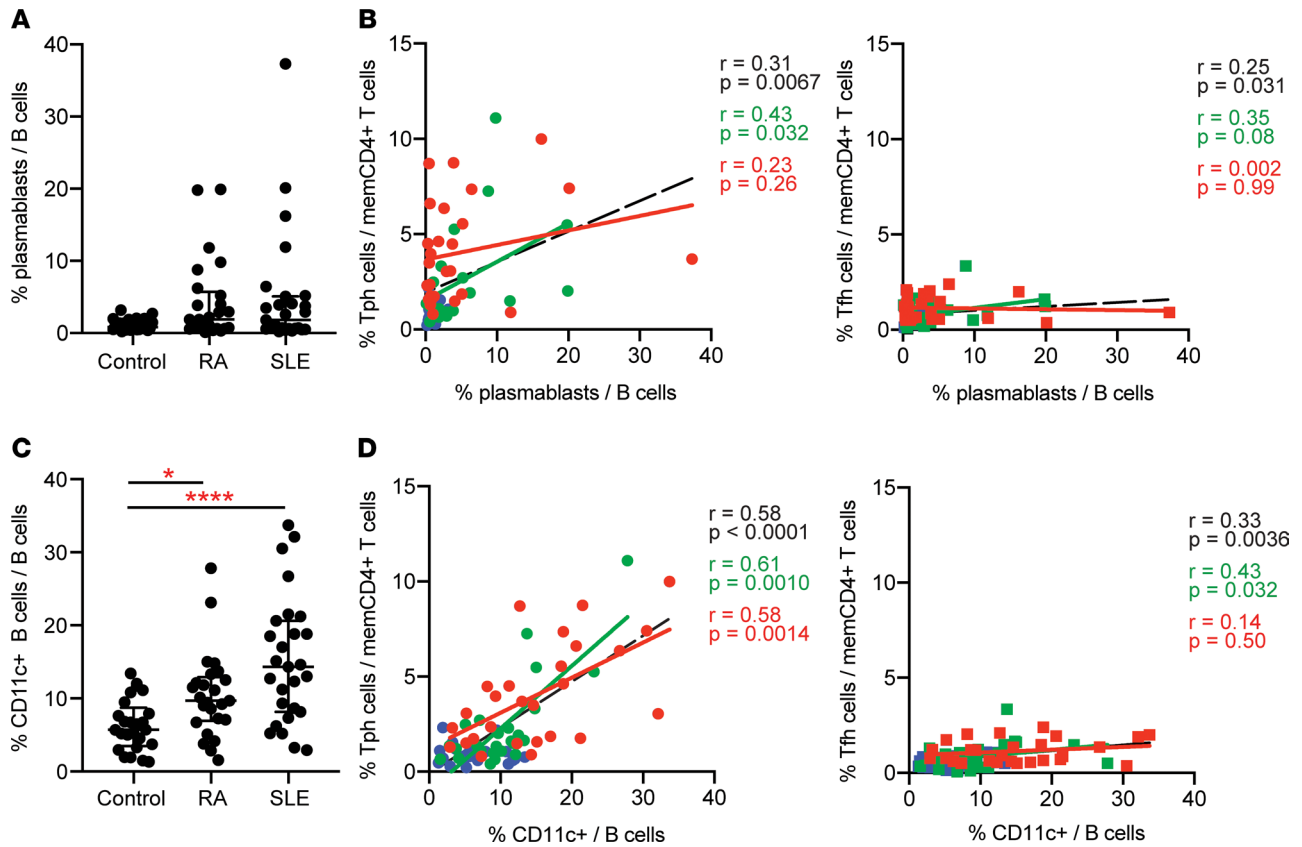 A
% plasmablasts / B cells
40
30
20
10
0
Control RA SLE
B
% Tph cells / memCD4+ T cells
15
10
5
0
0 10 20 30 40
% plasmablasts / B cells
r = 0.31
p = 0.0067
r = 0.43
p = 0.032
r = 0.23
p = 0.26
% Tfh cells / memCD4+ T cells
15
10
5
0
0 10 20 30 40
% plasmablasts / B cells
r = 0.25
p = 0.031
r = 0.35
p = 0.08
r = 0.002
p = 0.99
C
% CD11c+ B cells / B cells
40
30
20
10
0
*
****
Control RA SLE
D
% Tph cells / memCD4+ T cells
15
10
5
0
0 10 20 30 40
% CD11c+ / B cells
r = 0.58
p < 0.0001
r = 0.61
p = 0.0010
r = 0.58
p = 0.0014
% Tfh cells / memCD4+ T cells
15
10
5
0
0 10 20 30 40
% CD11c+ / B cells
r = 0.33
p = 0.0036
r = 0.43
p = 0.032
r = 0.14
p = 0.50